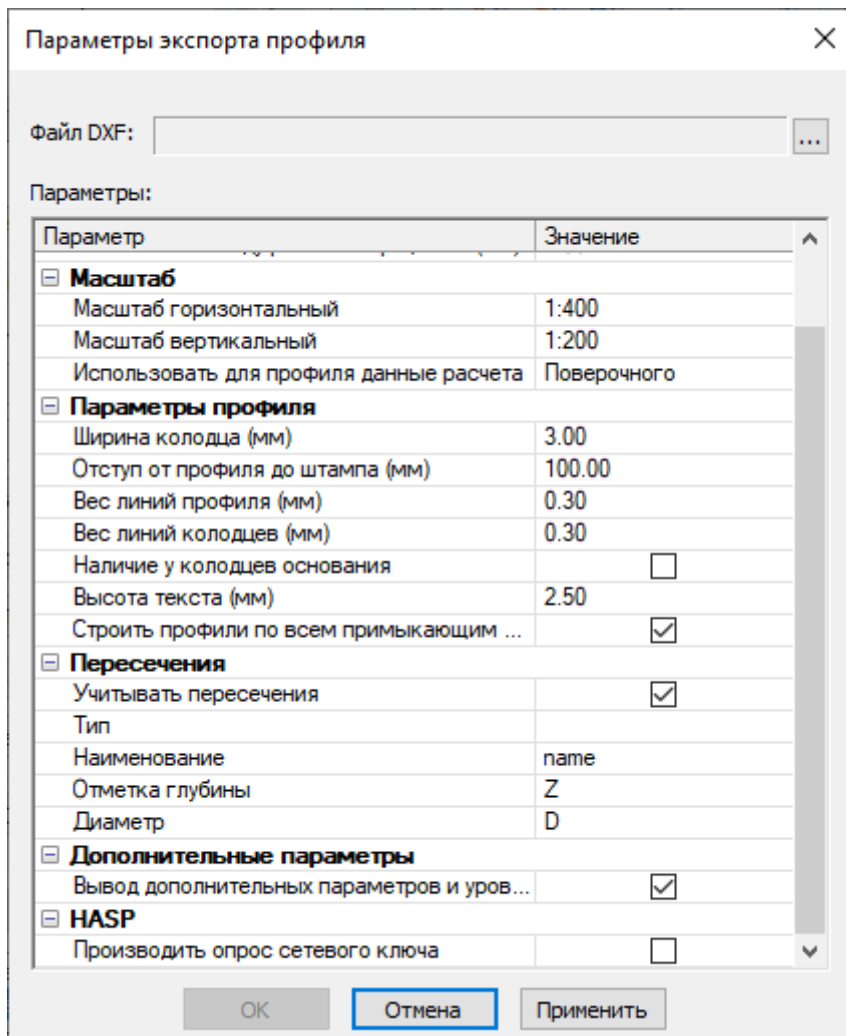 Параметры экспорта профиля
Файл DXF:
...
Параметры:
Параметр Значение
Масштаб
Масштаб горизонтальный 1:400
Масштаб вертикальный 1:200
Использовать для профиля данные расчета Поверочного
Параметры профиля
Ширина колодца (мм) 3.00
Отступ от профиля до штампа (мм) 100.00
Вес линий профиля (мм) 0.30
Вес линий колодцев (мм) 0.30
Наличие у колодцев основания
Высота текста (мм) 2.50
Строить профили по всем примыкающим ...
Пересечения
Учитывать пересечения
Тип
Наименование name
Отметка глубины Z
Диаметр D
Дополнительные параметры
Вывод дополнительных параметров и уров...
HASP
Производить опрос сетевого ключа
OK Отмена Применить